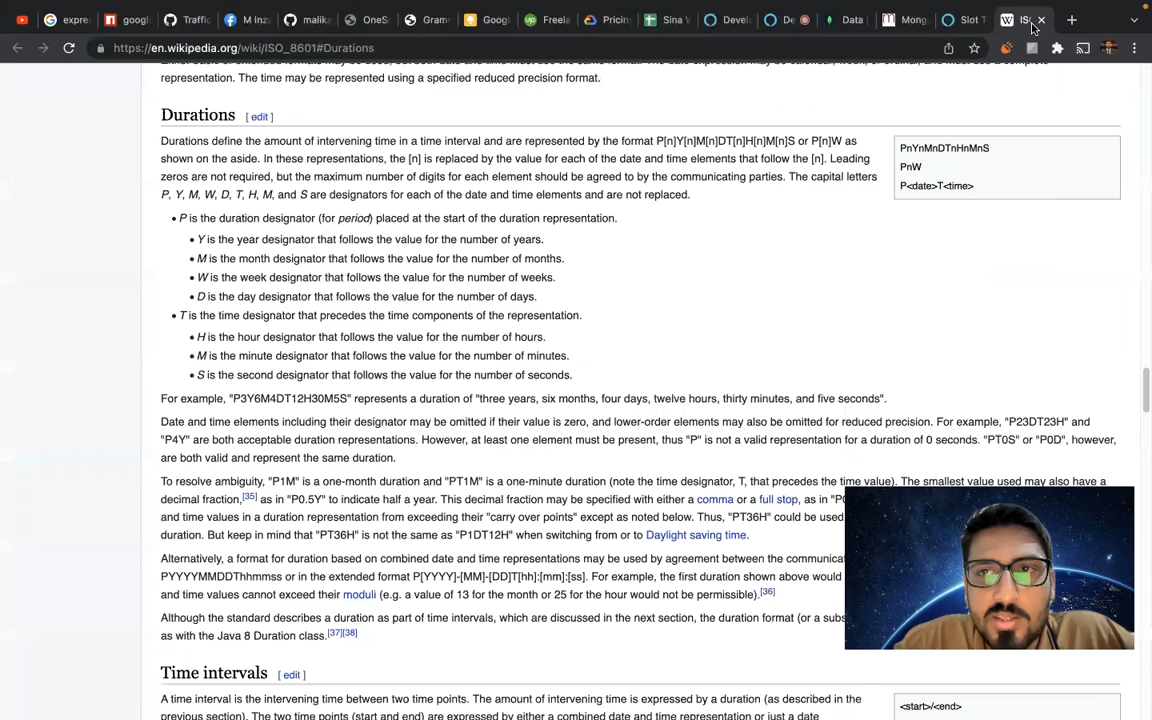 expre
google
Traffic
M Inza
malika
OneS
Gram
Goog
Freela
Pricing
Sina W
Develo
De
Data
Mong
Slot T
IS
https://en.wikipedia.org/wiki/ISO_8601#Durations
representation. The time may be represented using a specified reduced precision format.
Durations [ edit ]
Durations define the amount of intervening time in a time interval and are represented by the format P[n]Y[n]M[n]DT[n]H[n]M[n]S or P[n]W as
shown on the aside. In these representations, the [n] is replaced by the value for each of the date and time elements that follow the [n]. Leading
zeros are not required, but the maximum number of digits for each element should be agreed to by the communicating parties. The capital letters
P, Y, M, W, D, T, H, M, and S are designators for each of the date and time elements and are not replaced.
PnYnMnDTnHnMnS
PnW
P<date>T<time>
• P is the duration designator (for period) placed at the start of the duration representation.
• Y is the year designator that follows the value for the number of years.
• M is the month designator that follows the value for the number of months.
• W is the week designator that follows the value for the number of weeks.
• D is the day designator that follows the value for the number of days.
• T is the time designator that precedes the time components of the representation.
• H is the hour designator that follows the value for the number of hours.
• M is the minute designator that follows the value for the number of minutes.
• S is the second designator that follows the value for the number of seconds.
For example, "P3Y6M4DT12H30M5S" represents a duration of "three years, six months, four days, twelve hours, thirty minutes, and five seconds".
Date and time elements including their designator may be omitted if their value is zero, and lower-order elements may also be omitted for reduced precision. For example, "P23DT23H" and
"P4Y" are both acceptable duration representations. However, at least one element must be present, thus "P" is not a valid representation for a duration of 0 seconds. "PT0S" or "P0D", however,
are both valid and represent the same duration.
To resolve ambiguity, "P1M" is a one-month duration and "PT1M" is a one-minute duration (note the time designator, T, that precedes the time value). The smallest value used may also have a
decimal fraction,[35] as in "P0.5Y" to indicate half a year. This decimal fraction may be specified with either a comma or a full stop, as in "P0
and time values in a duration representation from exceeding their "carry over points" except as noted below. Thus, "PT36H" could be used
duration. But keep in mind that "PT36H" is not the same as "P1DT12H" when switching from or to Daylight saving time.
Alternatively, a format for duration based on combined date and time representations may be used by agreement between the communica
PYYYYMMDDThhmmss or in the extended format P[YYYY]-[MM]-[DD]T[hh]:[mm]:[ss]. For example, the first duration shown above would
and time values cannot exceed their moduli (e.g. a value of 13 for the month or 25 for the hour would not be permissible).[36]
Although the standard describes a duration as part of time intervals, which are discussed in the next section, the duration format (or a subs
as with the Java 8 Duration class.[37][38]
Time intervals [ edit ]
A time interval is the intervening time between two time points. The amount of intervening time is expressed by a duration (as described in the
previous section). The two time points (start and end) are expressed by either a combined date and time representation or just a date
<start>/<end>